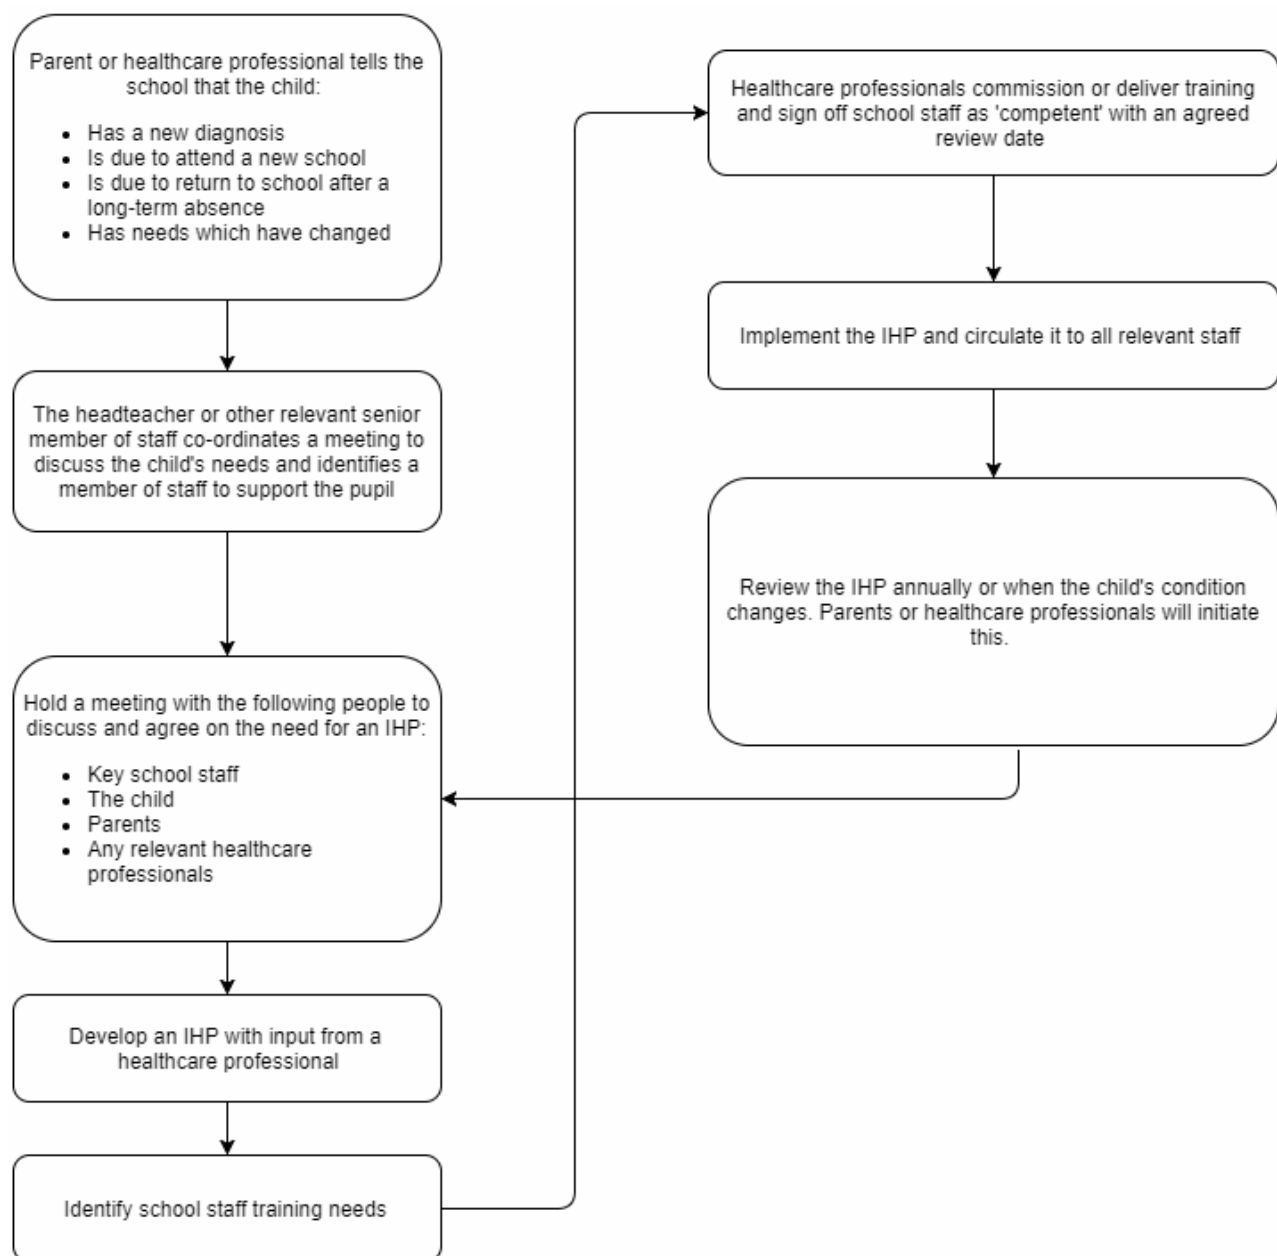 Parent or healthcare professional tells the
school that the child:
• Has a new diagnosis
• Is due to attend a new school
• Is due to return to school after a
long-term absence
• Has needs which have changed
The headteacher or other relevant senior
member of staff co-ordinates a meeting to
discuss the child's needs and identifies a
member of staff to support the pupil
Hold a meeting with the following people to
discuss and agree on the need for an IHP:
• Key school staff
• The child
• Parents
• Any relevant healthcare
professionals
Develop an IHP with input from a
healthcare professional
Identify school staff training needs
Healthcare professionals commission or deliver training
and sign off school staff as 'competent' with an agreed
review date
Implement the IHP and circulate it to all relevant staff
Review the IHP annually or when the child's condition
changes. Parents or healthcare professionals will initiate
this.